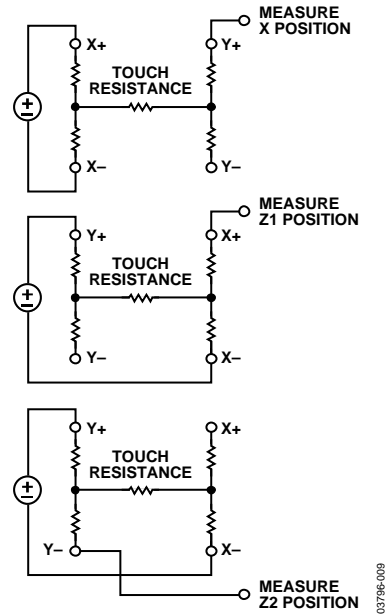 MEASURE
X POSITION
X+
Y+
TOUCH
RESISTANCE
X–
Y–
MEASURE
Z1 POSITION
Y+
X+
TOUCH
RESISTANCE
Y–
X–
Y+
X+
TOUCH
RESISTANCE
Y–
X–
MEASURE
Z2 POSITION
03796-009